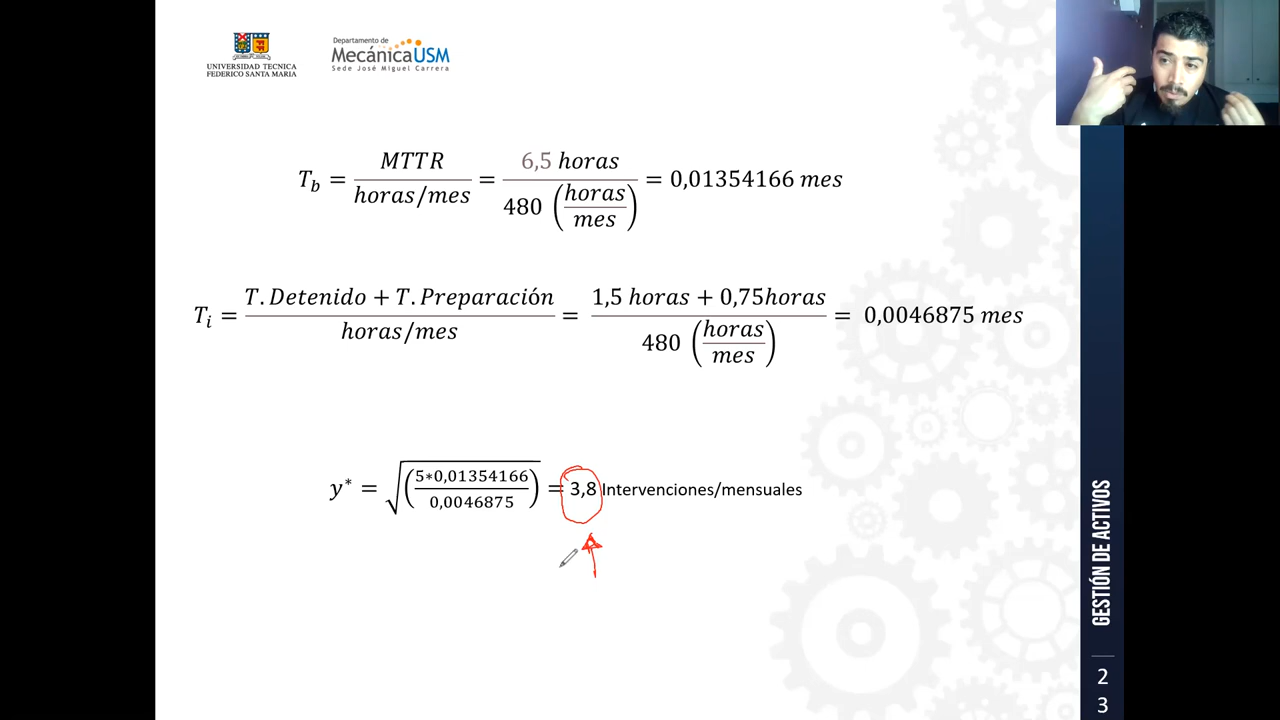 UNIVERSIDAD TECNICA
FEDERICO SANTA MARIA
Departamento de
MecánicaUSM
Sede José Miguel Carrera
T_b = MTTR / horas/mes = 6,5 horas / 480 (horas/mes) = 0,01354166 mes
T_i = T. Detenido + T. Preparación / horas/mes = 1,5 horas + 0,75horas / 480 (horas/mes) = 0,0046875 mes
y* = √(5*0,01354166 / 0,0046875) = 3,8 Intervenciones/mensuales
GESTIÓN DE ACTIVOS
2
3